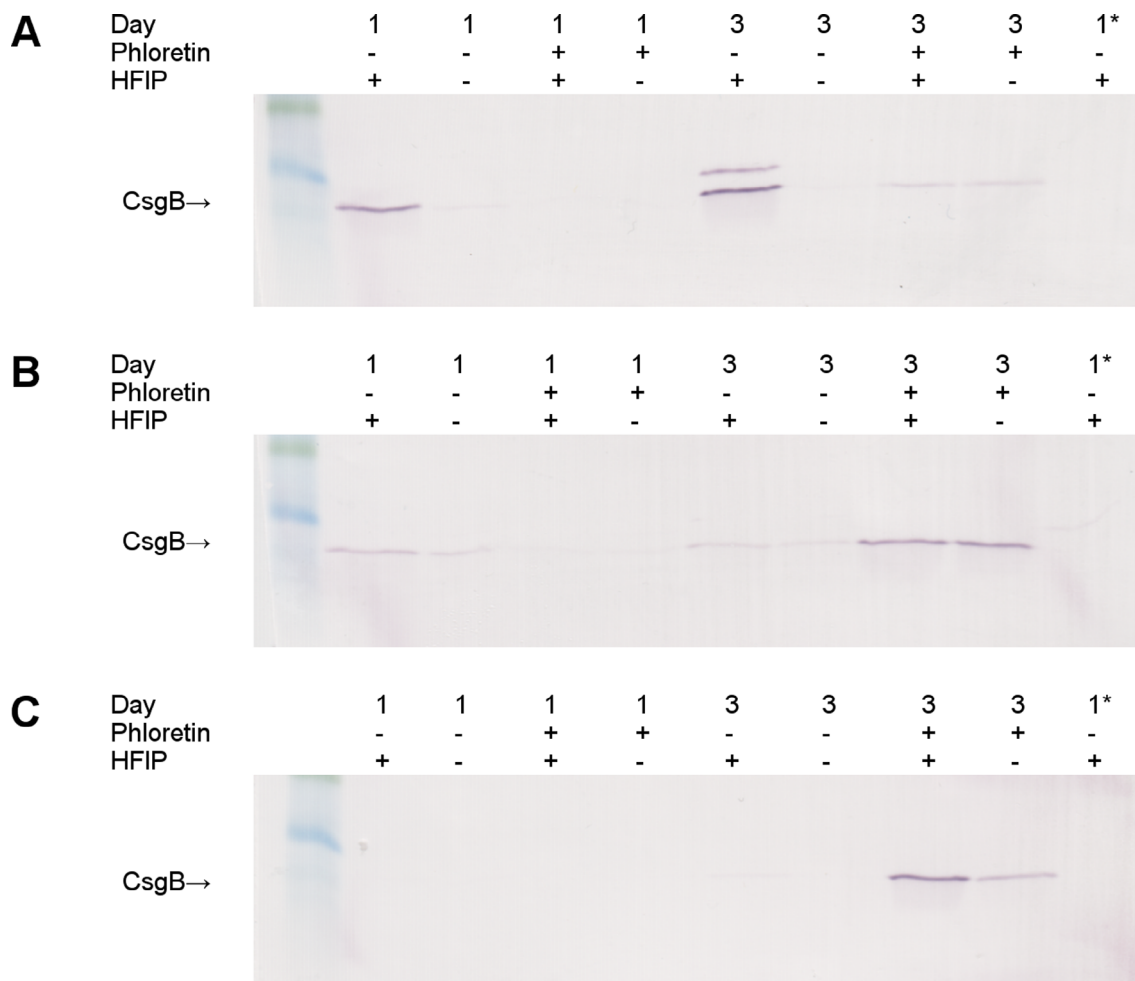 A
Day 1 1 1 1 3 3 3 3 1*
Phloretin - - + + - - + + -
HFIP + - + - + - + - +
CsgB→
B
Day 1 1 1 1 3 3 3 3 1*
Phloretin - - + + - - + + -
HFIP + - + - + - + - +
CsgB→
C
Day 1 1 1 1 3 3 3 3 1*
Phloretin - - + + - - + + -
HFIP + - + - + - + - +
CsgB→